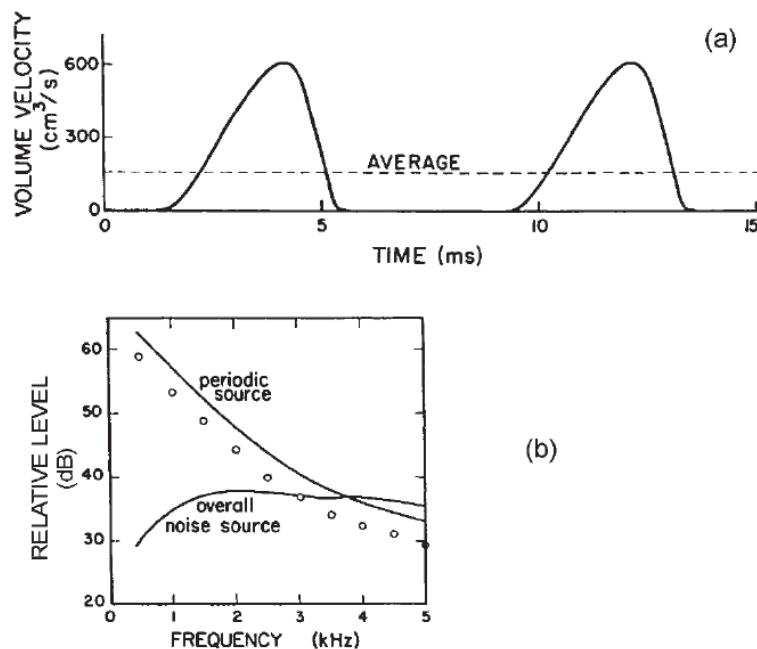 (a)
VOLUME VELOCITY
(cm³/s)
600
300
0
AVERAGE
0 5 10 15
TIME (ms)
(b)
RELATIVE LEVEL
(dB)
60
50
40
30
20
periodic
source
overall
noise source
0 1 2 3 4 5
FREQUENCY (kHz)